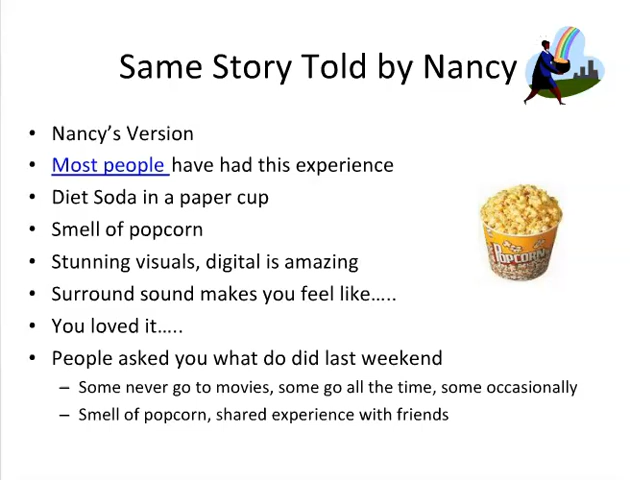 Same Story Told by Nancy
• Nancy’s Version
• Most people have had this experience
• Diet Soda in a paper cup
• Smell of popcorn
• Stunning visuals, digital is amazing
• Surround sound makes you feel like…..
• You loved it…..
• People asked you what do did last weekend
– Some never go to movies, some go all the time, some occasionally
– Smell of popcorn, shared experience with friends
POPCORN